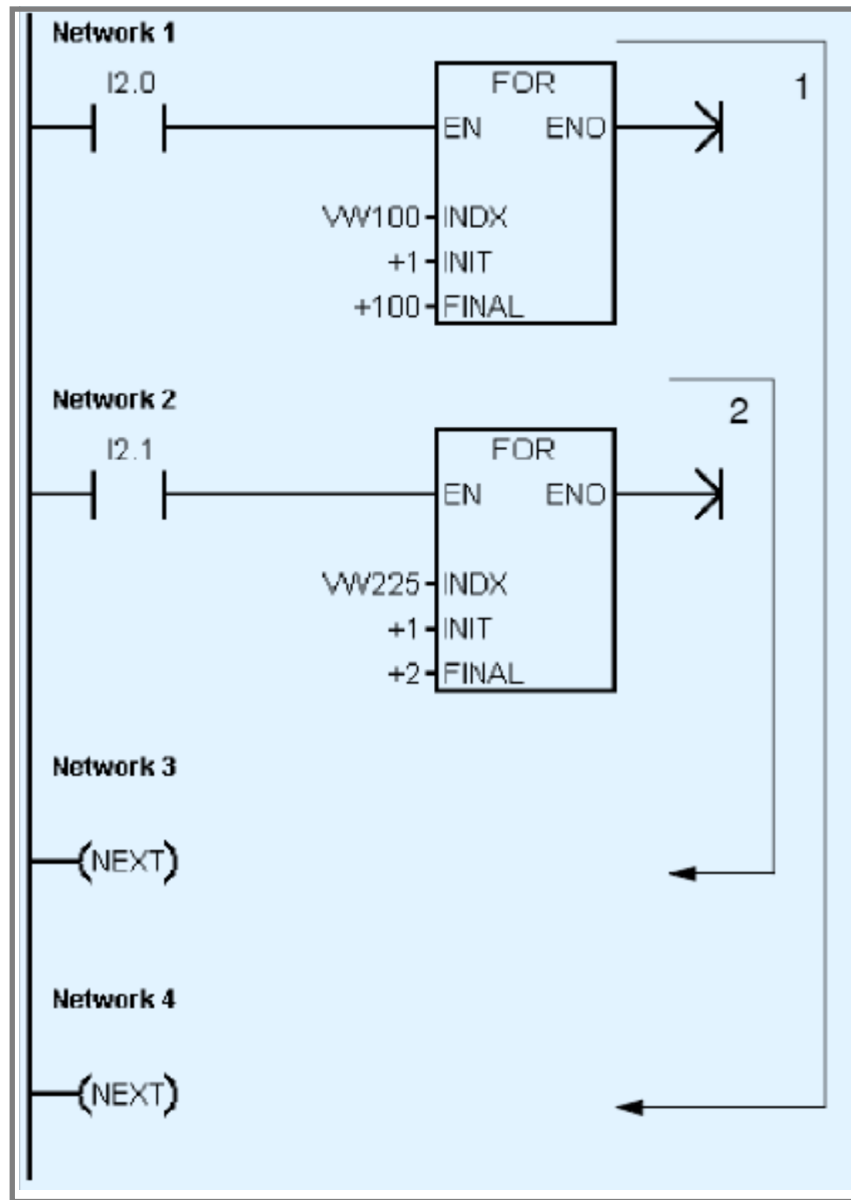 Network 1
I2.0
FOR
1
EN ENO
VW100 INDX
+1 INIT
+100 FINAL
Network 2
I2.1
FOR
2
EN ENO
VW225 INDX
+1 INIT
+2 FINAL
Network 3
(NEXT)
Network 4
(NEXT)